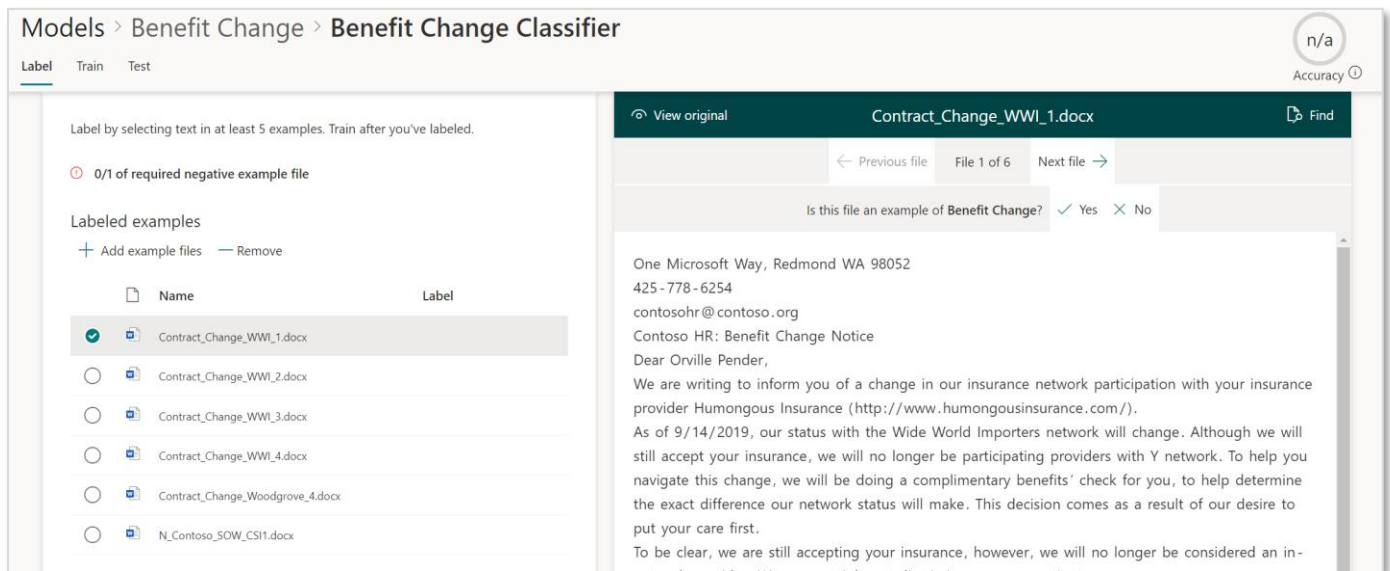 Models > Benefit Change > Benefit Change Classifier
n/a
Accuracy
Label Train Test
Label by selecting text in at least 5 examples. Train after you've labeled.
0/1 of required negative example file
Labeled examples
Add example files Remove
Name Label
Contract_Change_WWI_1.docx
Contract_Change_WWI_2.docx
Contract_Change_WWI_3.docx
Contract_Change_WWI_4.docx
Contract_Change_Woodgrove_4.docx
N_Contoso_SOW_CSI1.docx
View original Contract_Change_WWI_1.docx Find
Previous file File 1 of 6 Next file
Is this file an example of Benefit Change? Yes No
One Microsoft Way, Redmond WA 98052
425-778-6254
contosohr@contoso.org
Contoso HR: Benefit Change Notice
Dear Orville Pender,
We are writing to inform you of a change in our insurance network participation with your insurance
provider Humongous Insurance (http://www.humongousinsurance.com/).
As of 9/14/2019, our status with the Wide World Importers network will change. Although we will
still accept your insurance, we will no longer be participating providers with Y network. To help you
navigate this change, we will be doing a complimentary benefits' check for you, to help determine
the exact difference our network status will make. This decision comes as a result of our desire to
put your care first.
To be clear, we are still accepting your insurance, however, we will no longer be considered an in-